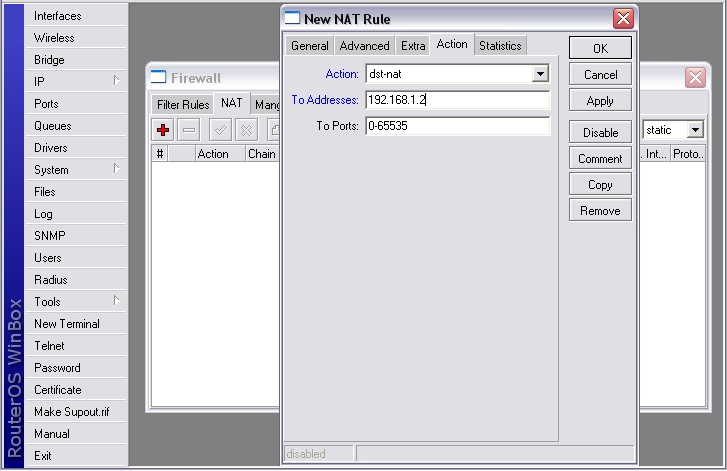 RouterOS WinBox
Interfaces
Wireless
Bridge
IP
Ports
Queues
Drivers
System
Files
Log
SNMP
Users
Radius
Tools
New Terminal
Telnet
Password
Certificate
Make Supout.rif
Manual
Exit
Firewall
Filter Rules NAT Mang
static
# Action Chain . Int... Proto...
New NAT Rule
General Advanced Extra Action Statistics
Action: dst-nat
To Addresses: 192.168.1.2
To Ports: 0-65535
OK
Cancel
Apply
Disable
Comment
Copy
Remove
disabled